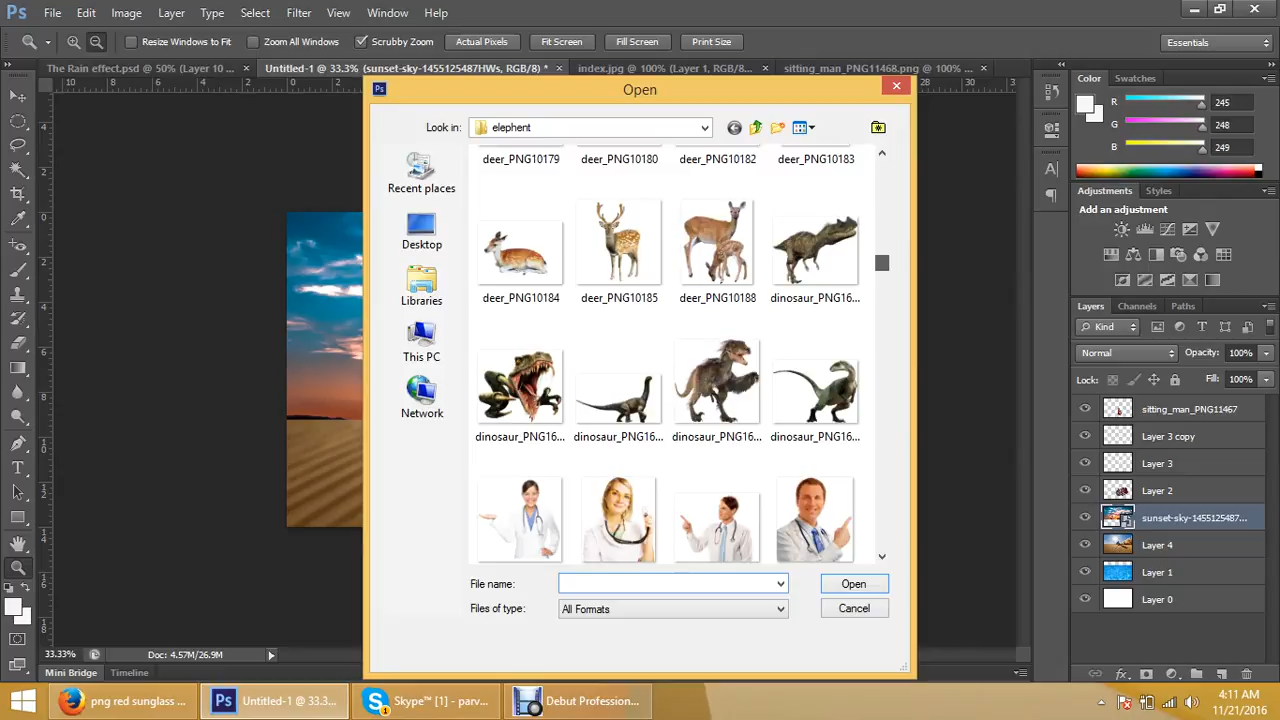 Ps File Edit Image Layer Type Select Filter View Window Help
Resize Windows to Fit Zoom All Windows Scrubby Zoom Actual Pixels Fit Screen Fill Screen Print Size Essentials
The Rain effect.psd @ 50% (Layer 10 ... × Untitled-1 @ 33.3% (sunset-sky-1455125487HWs, RGB/8) * × index.jpg @ 100% (Layer 1, RGB/8... × sitting_man_PNG11468.png @ 100% ... ×
Open
Look in: elephent
Recent places
Desktop
Libraries
This PC
Network
deer_PNG10179 deer_PNG10180 deer_PNG10182 deer_PNG10183
deer_PNG10184 deer_PNG10185 deer_PNG10188 dinosaur_PNG16...
dinosaur_PNG16... dinosaur_PNG16... dinosaur_PNG16... dinosaur_PNG16...
File name: Open
Files of type: All Formats Cancel
Color Swatches
R 245
G 248
B 249
Adjustments Styles
Add an adjustment
Layers Channels Paths
Kind
Normal Opacity: 100%
Lock: Fill: 100%
sitting_man_PNG11467
Layer 3 copy
Layer 3
Layer 2
sunset-sky-1455125487...
Layer 4
Layer 1
Layer 0
33.33% Doc: 4.57M/26.9M
Mini Bridge Timeline
png red sunglass ... Ps Untitled-1 @ 33.3... Skype™ [1] - parv... Debut Profession...
4:11 AM
11/21/2016